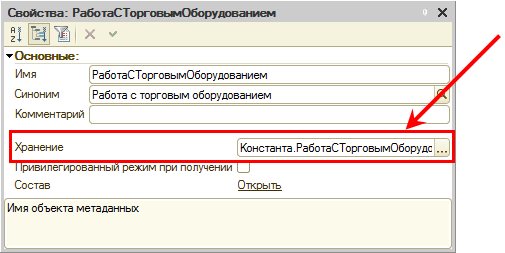 Свойства: РаботаСТорговымОборудованием
Основные:
Имя РаботаСТорговымОборудованием
Синоним Работа с торговым оборудованием
Комментарий
Хранение Константа.РаботаСТорговымОборудо ...
Привилегированный режим при получении
Состав Открыть
Имя объекта метаданных